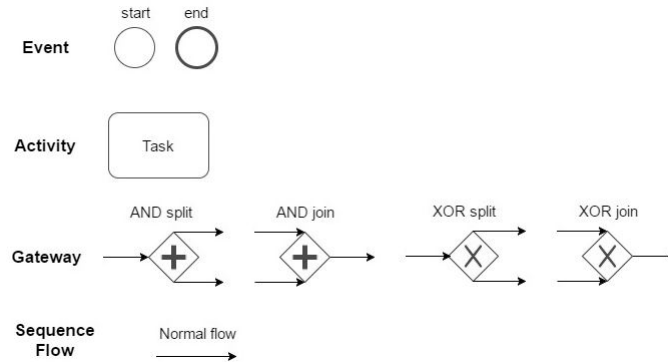 start end
Event
Activity
Task
AND split AND join XOR split XOR join
Gateway
Sequence
Flow
Normal flow